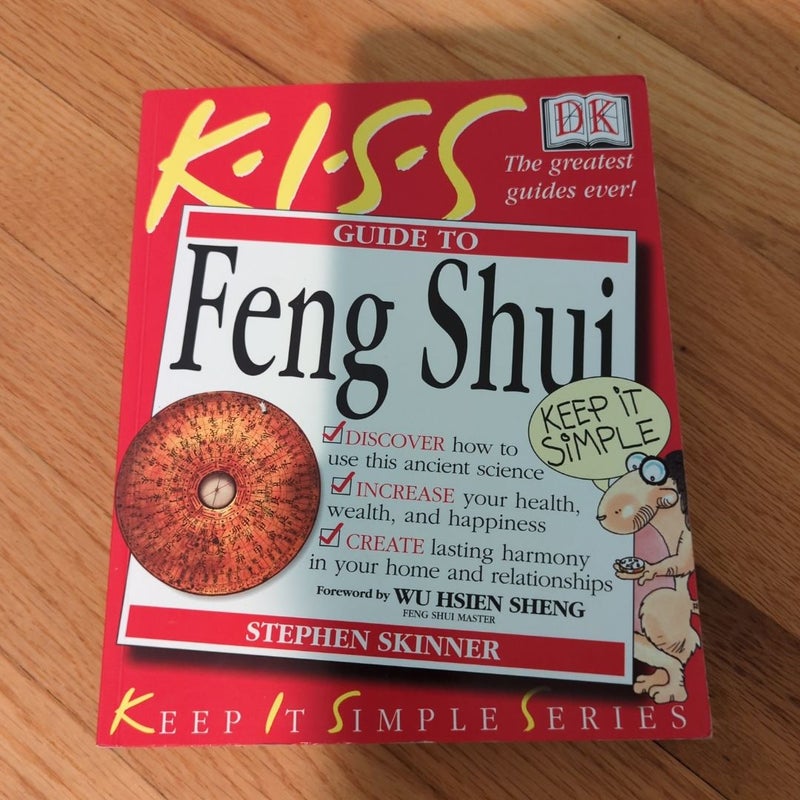 K·I·S·S
DK
The greatest
guides ever!
GUIDE TO
Feng Shui
KEEP iT
SiMPLE
DISCOVER how to
use this ancient science
INCREASE your health,
wealth, and happiness
CREATE lasting harmony
in your home and relationships
Foreword by WU HSIEN SHENG
FENG SHUI MASTER
STEPHEN SKINNER
KEEP IT SIMPLE SERIES